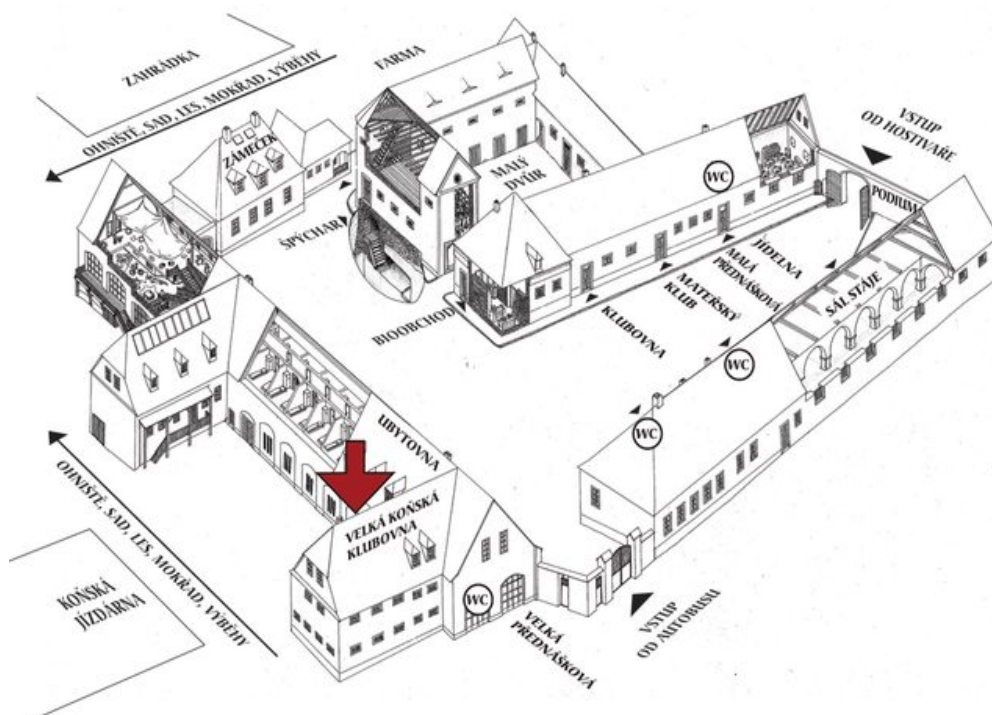 ZAHRÁDKA
OHNIŠTĚ, SAD, LES, MOKŘAD, VÝBĚHY
FARMA
ZÁMEČEK
ŠPÝCHAR
MALÝ
DVŮR
WC
VSTUP
OD HOSTIVAŘE
PODIUM
JÍDELNA
MALÁ
PŘEDNÁŠKOVÁ
MATEŘSKÝ
KLUB
KLUBOVNA
BIOOBCHOD
SÁL STÁJE
WC
WC
UBYTOVNA
VELKÁ KOŇSKÁ
KLUBOVNA
WC
VELKÁ
PŘEDNÁŠKOVÁ
VSTUP
OD AUTOBUSU
OHNIŠTĚ, SAD, LES, MOKŘAD, VÝBĚHY
KOŇSKÁ
JÍZDÁRNA